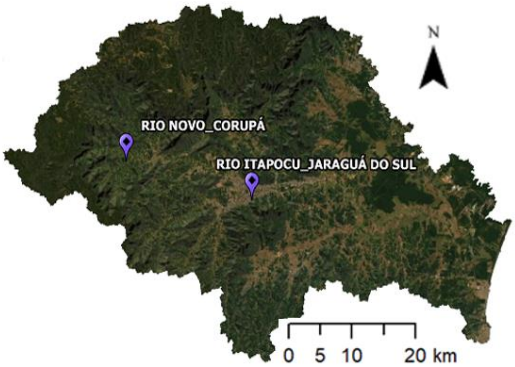 N
RIO NOVO_CORUPÁ
RIO ITAPOCU_JARAGUÁ DO SUL
0 5 10 20 km